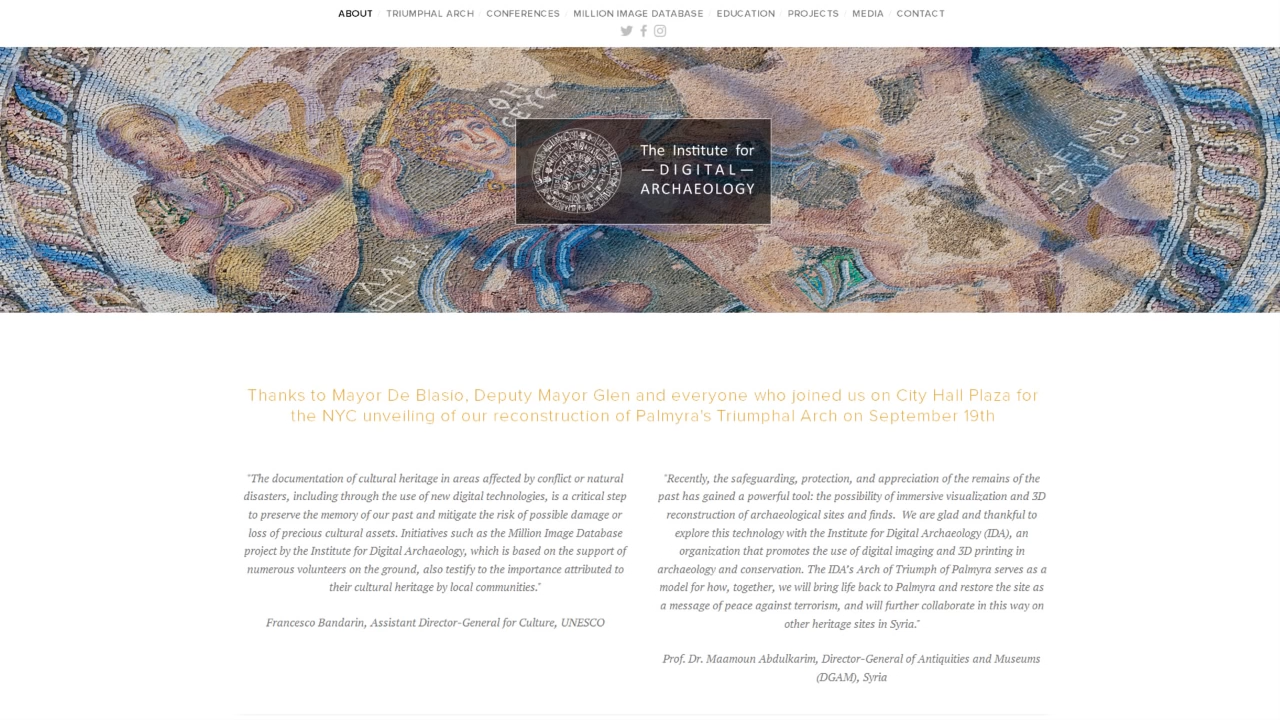 ABOUT / TRIUMPHAL ARCH / CONFERENCES / MILLION IMAGE DATABASE / EDUCATION / PROJECTS / MEDIA / CONTACT
The Institute for
— DIGITAL —
ARCHAEOLOGY
Thanks to Mayor De Blasio, Deputy Mayor Glen and everyone who joined us on City Hall Plaza for
the NYC unveiling of our reconstruction of Palmyra's Triumphal Arch on September 19th
"The documentation of cultural heritage in areas affected by conflict or natural
disasters, including through the use of new digital technologies, is a critical step
to preserve the memory of our past and mitigate the risk of possible damage or
loss of precious cultural assets. Initiatives such as the Million Image Database
project by the Institute for Digital Archaeology, which is based on the support of
numerous volunteers on the ground, also testify to the importance attributed to
their cultural heritage by local communities."
Francesco Bandarin, Assistant Director-General for Culture, UNESCO
"Recently, the safeguarding, protection, and appreciation of the remains of the
past has gained a powerful tool: the possibility of immersive visualization and 3D
reconstruction of archaeological sites and finds.  We are glad and thankful to
explore this technology with the Institute for Digital Archaeology (IDA), an
organization that promotes the use of digital imaging and 3D printing in
archaeology and conservation. The IDA's Arch of Triumph of Palmyra serves as a
model for how, together, we will bring life back to Palmyra and restore the site as
a message of peace against terrorism, and will further collaborate in this way on
other heritage sites in Syria."
Prof. Dr. Maamoun Abdulkarim, Director-General of Antiquities and Museums
(DGAM), Syria